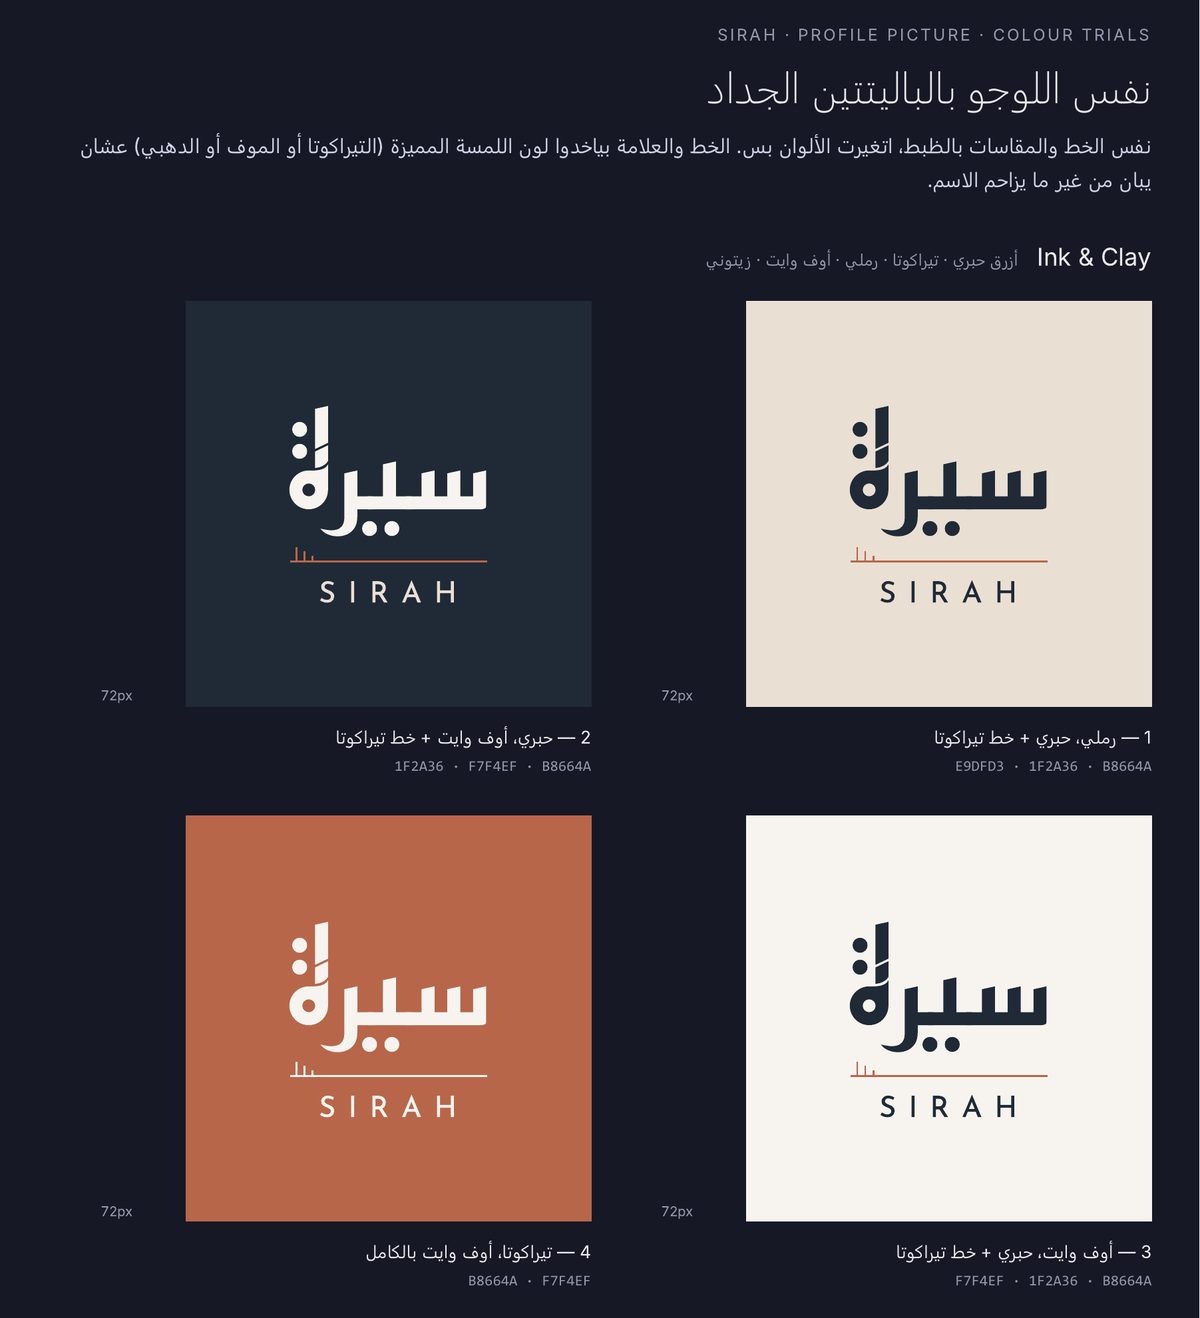 SIRAH · PROFILE PICTURE · COLOUR TRIALS
نفس اللوجو بالباليتتين الجداد
نفس الخط والمقاسات بالظبط، اتغيرت الألوان بس. الخط والعلامة بياخدوا لون اللمسة المميزة (التيراكوتا أو الموف أو الدهبي) عشان
يبان من غير ما يزاحم الاسم.
Ink & Clay أزرق حبري · تيراكوتا · رملي · أوف وايت · زيتوني
سيرة
SIRAH
72px
1 — رملي، حبري + خط تيراكوتا
E9DFD3 · 1F2A36 · B8664A
سيرة
SIRAH
72px
2 — حبري، أوف وايت + خط تيراكوتا
1F2A36 · F7F4EF · B8664A
سيرة
SIRAH
72px
3 — أوف وايت، حبري + خط تيراكوتا
F7F4EF · 1F2A36 · B8664A
سيرة
SIRAH
72px
4 — تيراكوتا، أوف وايت بالكامل
B8664A · F7F4EF